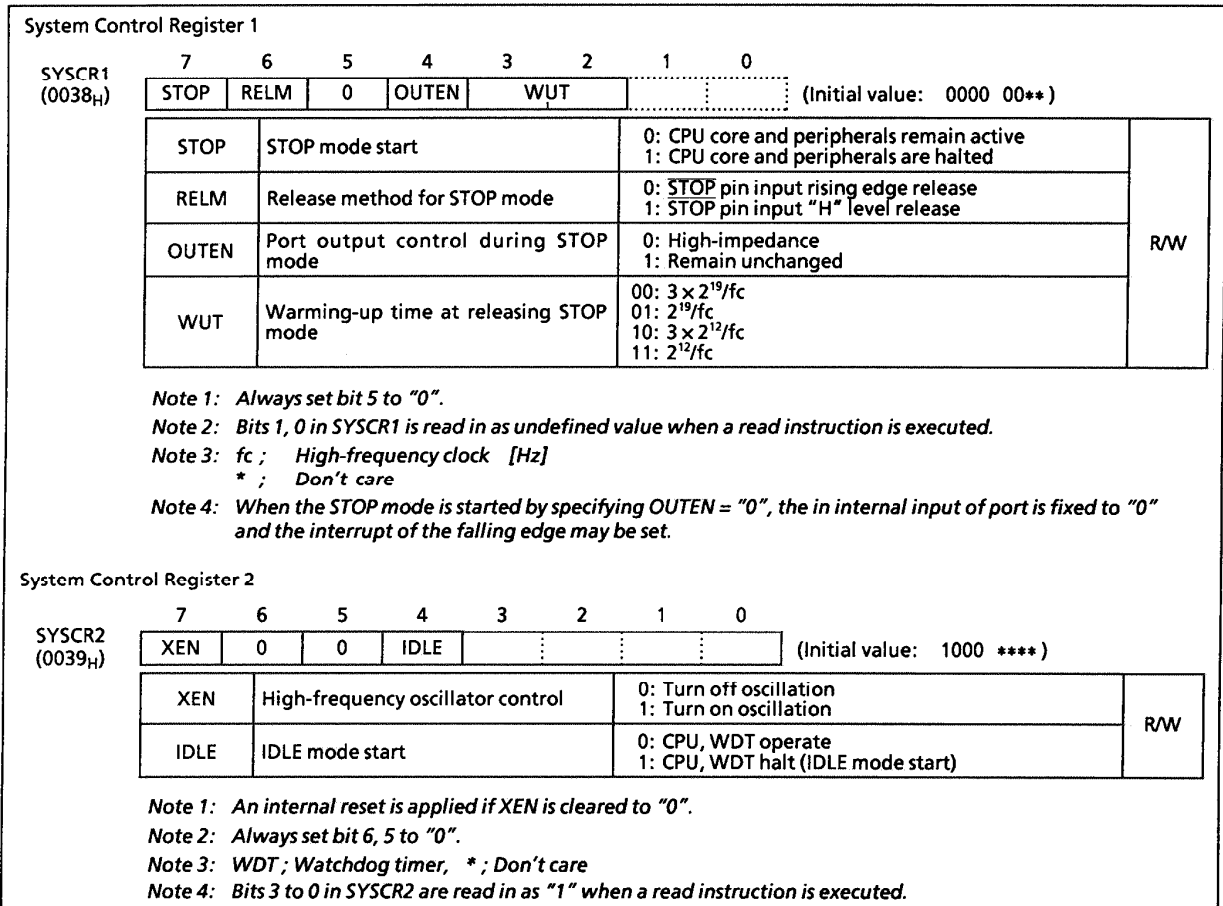 System Control Register 1
7 6 5 4 3 2 1 0
SYSCR1
(0038H)
STOP RELM 0 OUTEN WUT (Initial value: 0000 00**)
STOP STOP mode start 0: CPU core and peripherals remain active
1: CPU core and peripherals are halted
RELM Release method for STOP mode 0: STOP pin input rising edge release
1: STOP pin input "H" level release
OUTEN Port output control during STOP mode 0: High-impedance
1: Remain unchanged
WUT Warming-up time at releasing STOP mode 00: 3 × 2¹⁹/fc
01: 2¹⁹/fc
10: 3 × 2¹²/fc
11: 2¹²/fc
R/W
Note 1: Always set bit 5 to "0".
Note 2: Bits 1, 0 in SYSCR1 is read in as undefined value when a read instruction is executed.
Note 3: fc ; High-frequency clock [Hz]
* ; Don't care
Note 4: When the STOP mode is started by specifying OUTEN = "0", the in internal input of port is fixed to "0"
and the interrupt of the falling edge may be set.
System Control Register 2
7 6 5 4 3 2 1 0
SYSCR2
(0039H)
XEN 0 0 IDLE (Initial value: 1000 ****)
XEN High-frequency oscillator control 0: Turn off oscillation
1: Turn on oscillation
IDLE IDLE mode start 0: CPU, WDT operate
1: CPU, WDT halt (IDLE mode start)
R/W
Note 1: An internal reset is applied if XEN is cleared to "0".
Note 2: Always set bit 6, 5 to "0".
Note 3: WDT ; Watchdog timer, * ; Don't care
Note 4: Bits 3 to 0 in SYSCR2 are read in as "1" when a read instruction is executed.